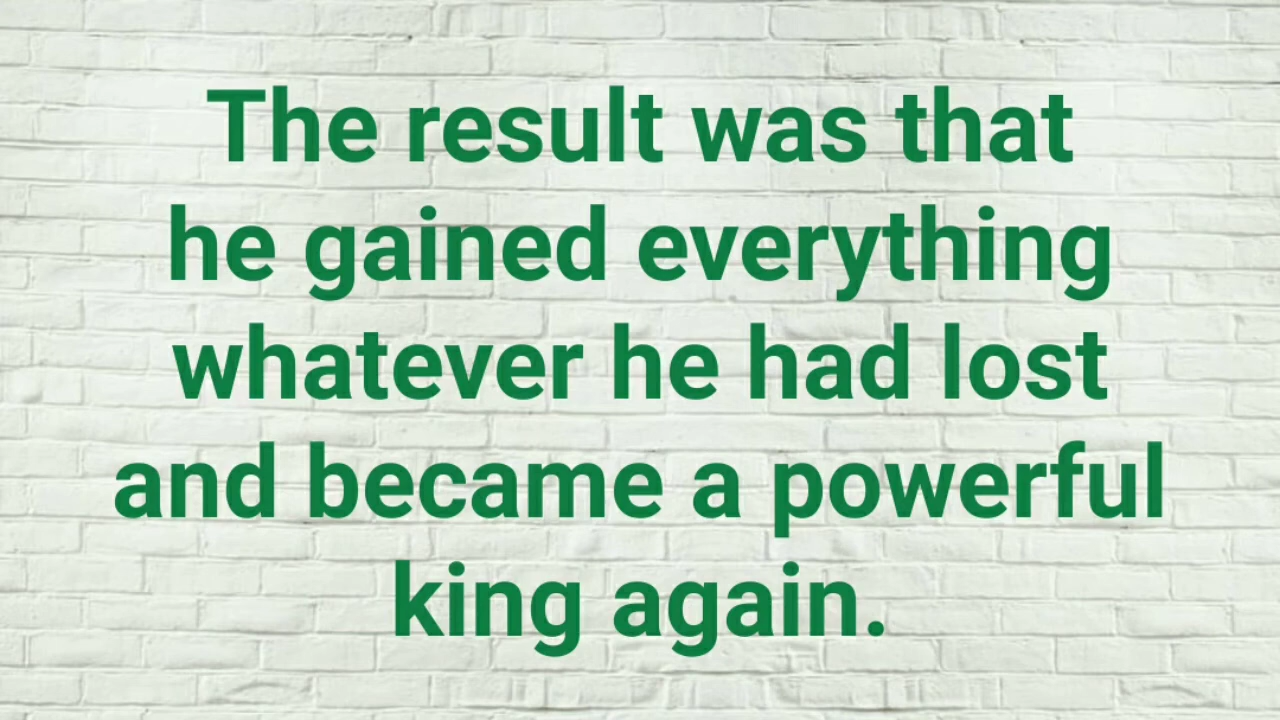 The result was that
he gained everything
whatever he had lost
and became a powerful
king again.